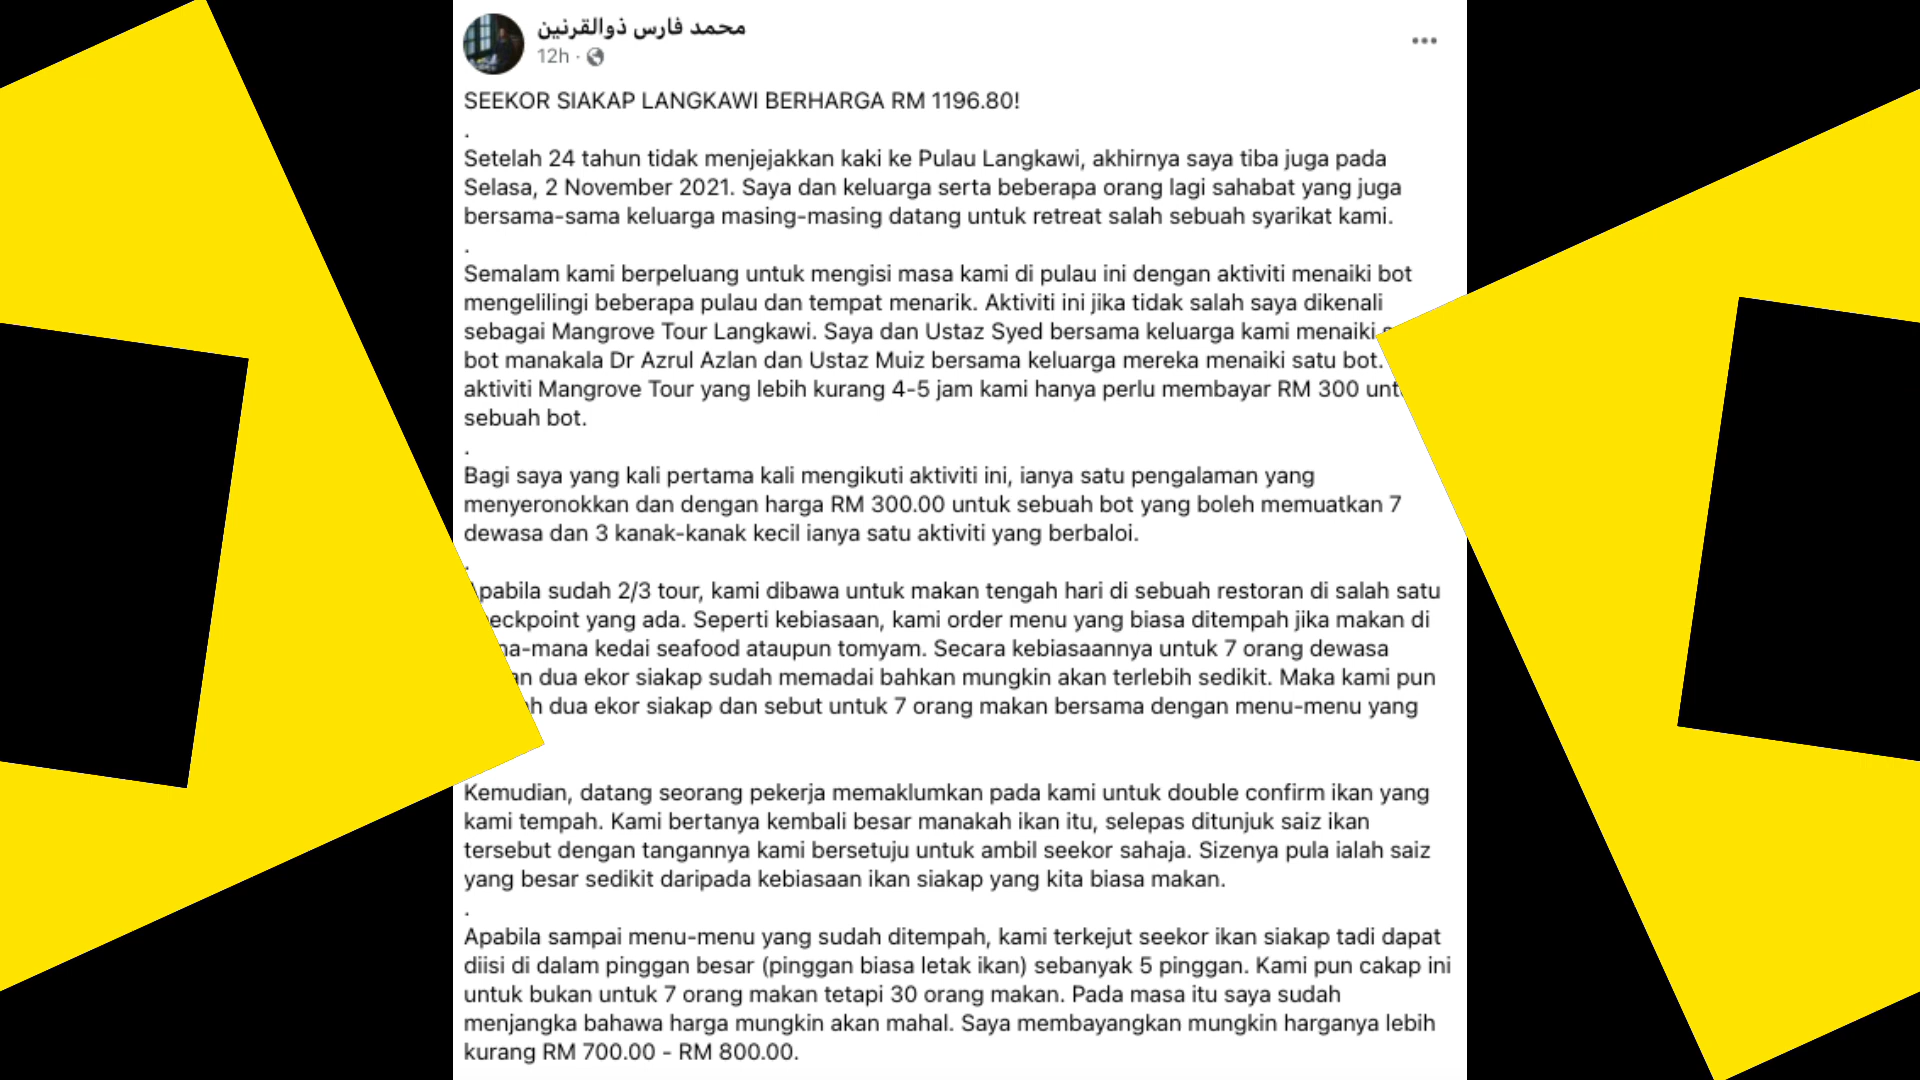 محمد فارس ذوالقرنين
12h ·
SEEKOR SIAKAP LANGKAWI BERHARGA RM 1196.80!
.
Setelah 24 tahun tidak menjejakkan kaki ke Pulau Langkawi, akhirnya saya tiba juga pada
Selasa, 2 November 2021. Saya dan keluarga serta beberapa orang lagi sahabat yang juga
bersama-sama keluarga masing-masing datang untuk retreat salah sebuah syarikat kami.
.
Semalam kami berpeluang untuk mengisi masa kami di pulau ini dengan aktiviti menaiki bot
mengelilingi beberapa pulau dan tempat menarik. Aktiviti ini jika tidak salah saya dikenali
sebagai Mangrove Tour Langkawi. Saya dan Ustaz Syed bersama keluarga kami menaiki
bot manakala Dr Azrul Azlan dan Ustaz Muiz bersama keluarga mereka menaiki satu bot.
aktiviti Mangrove Tour yang lebih kurang 4-5 jam kami hanya perlu membayar RM 300
sebuah bot.
.
Bagi saya yang kali pertama kali mengikuti aktiviti ini, ianya satu pengalaman yang
menyeronokkan dan dengan harga RM 300.00 untuk sebuah bot yang boleh memuatkan 7
dewasa dan 3 kanak-kanak kecil ianya satu aktiviti yang berbaloi.
.
Apabila sudah 2/3 tour, kami dibawa untuk makan tengah hari di sebuah restoran di salah satu
yang ada. Seperti kebiasaan, kami order menu yang biasa ditempah jika makan di
kedai seafood ataupun tomyam. Secara kebiasaannya untuk 7 orang dewasa
dua ekor siakap sudah memadai bahkan mungkin akan terlebih sedikit. Maka kami pun
dua ekor siakap dan sebut untuk 7 orang makan bersama dengan menu-menu yang
Kemudian, datang seorang pekerja memaklumkan pada kami untuk double confirm ikan yang
kami tempah. Kami bertanya kembali besar manakah ikan itu, selepas ditunjuk saiz ikan
tersebut dengan tangannya kami bersetuju untuk ambil seekor sahaja. Sizenya pula ialah saiz
yang besar sedikit daripada kebiasaan ikan siakap yang kita biasa makan.
.
Apabila sampai menu-menu yang sudah ditempah, kami terkejut seekor ikan siakap tadi dapat
diisi di dalam pinggan besar (pinggan biasa letak ikan) sebanyak 5 pinggan. Kami pun cakap ini
untuk bukan untuk 7 orang makan tetapi 30 orang makan. Pada masa itu saya sudah
menjangka bahawa harga mungkin akan mahal. Saya membayangkan mungkin harganya lebih
kurang RM 700.00 - RM 800.00.